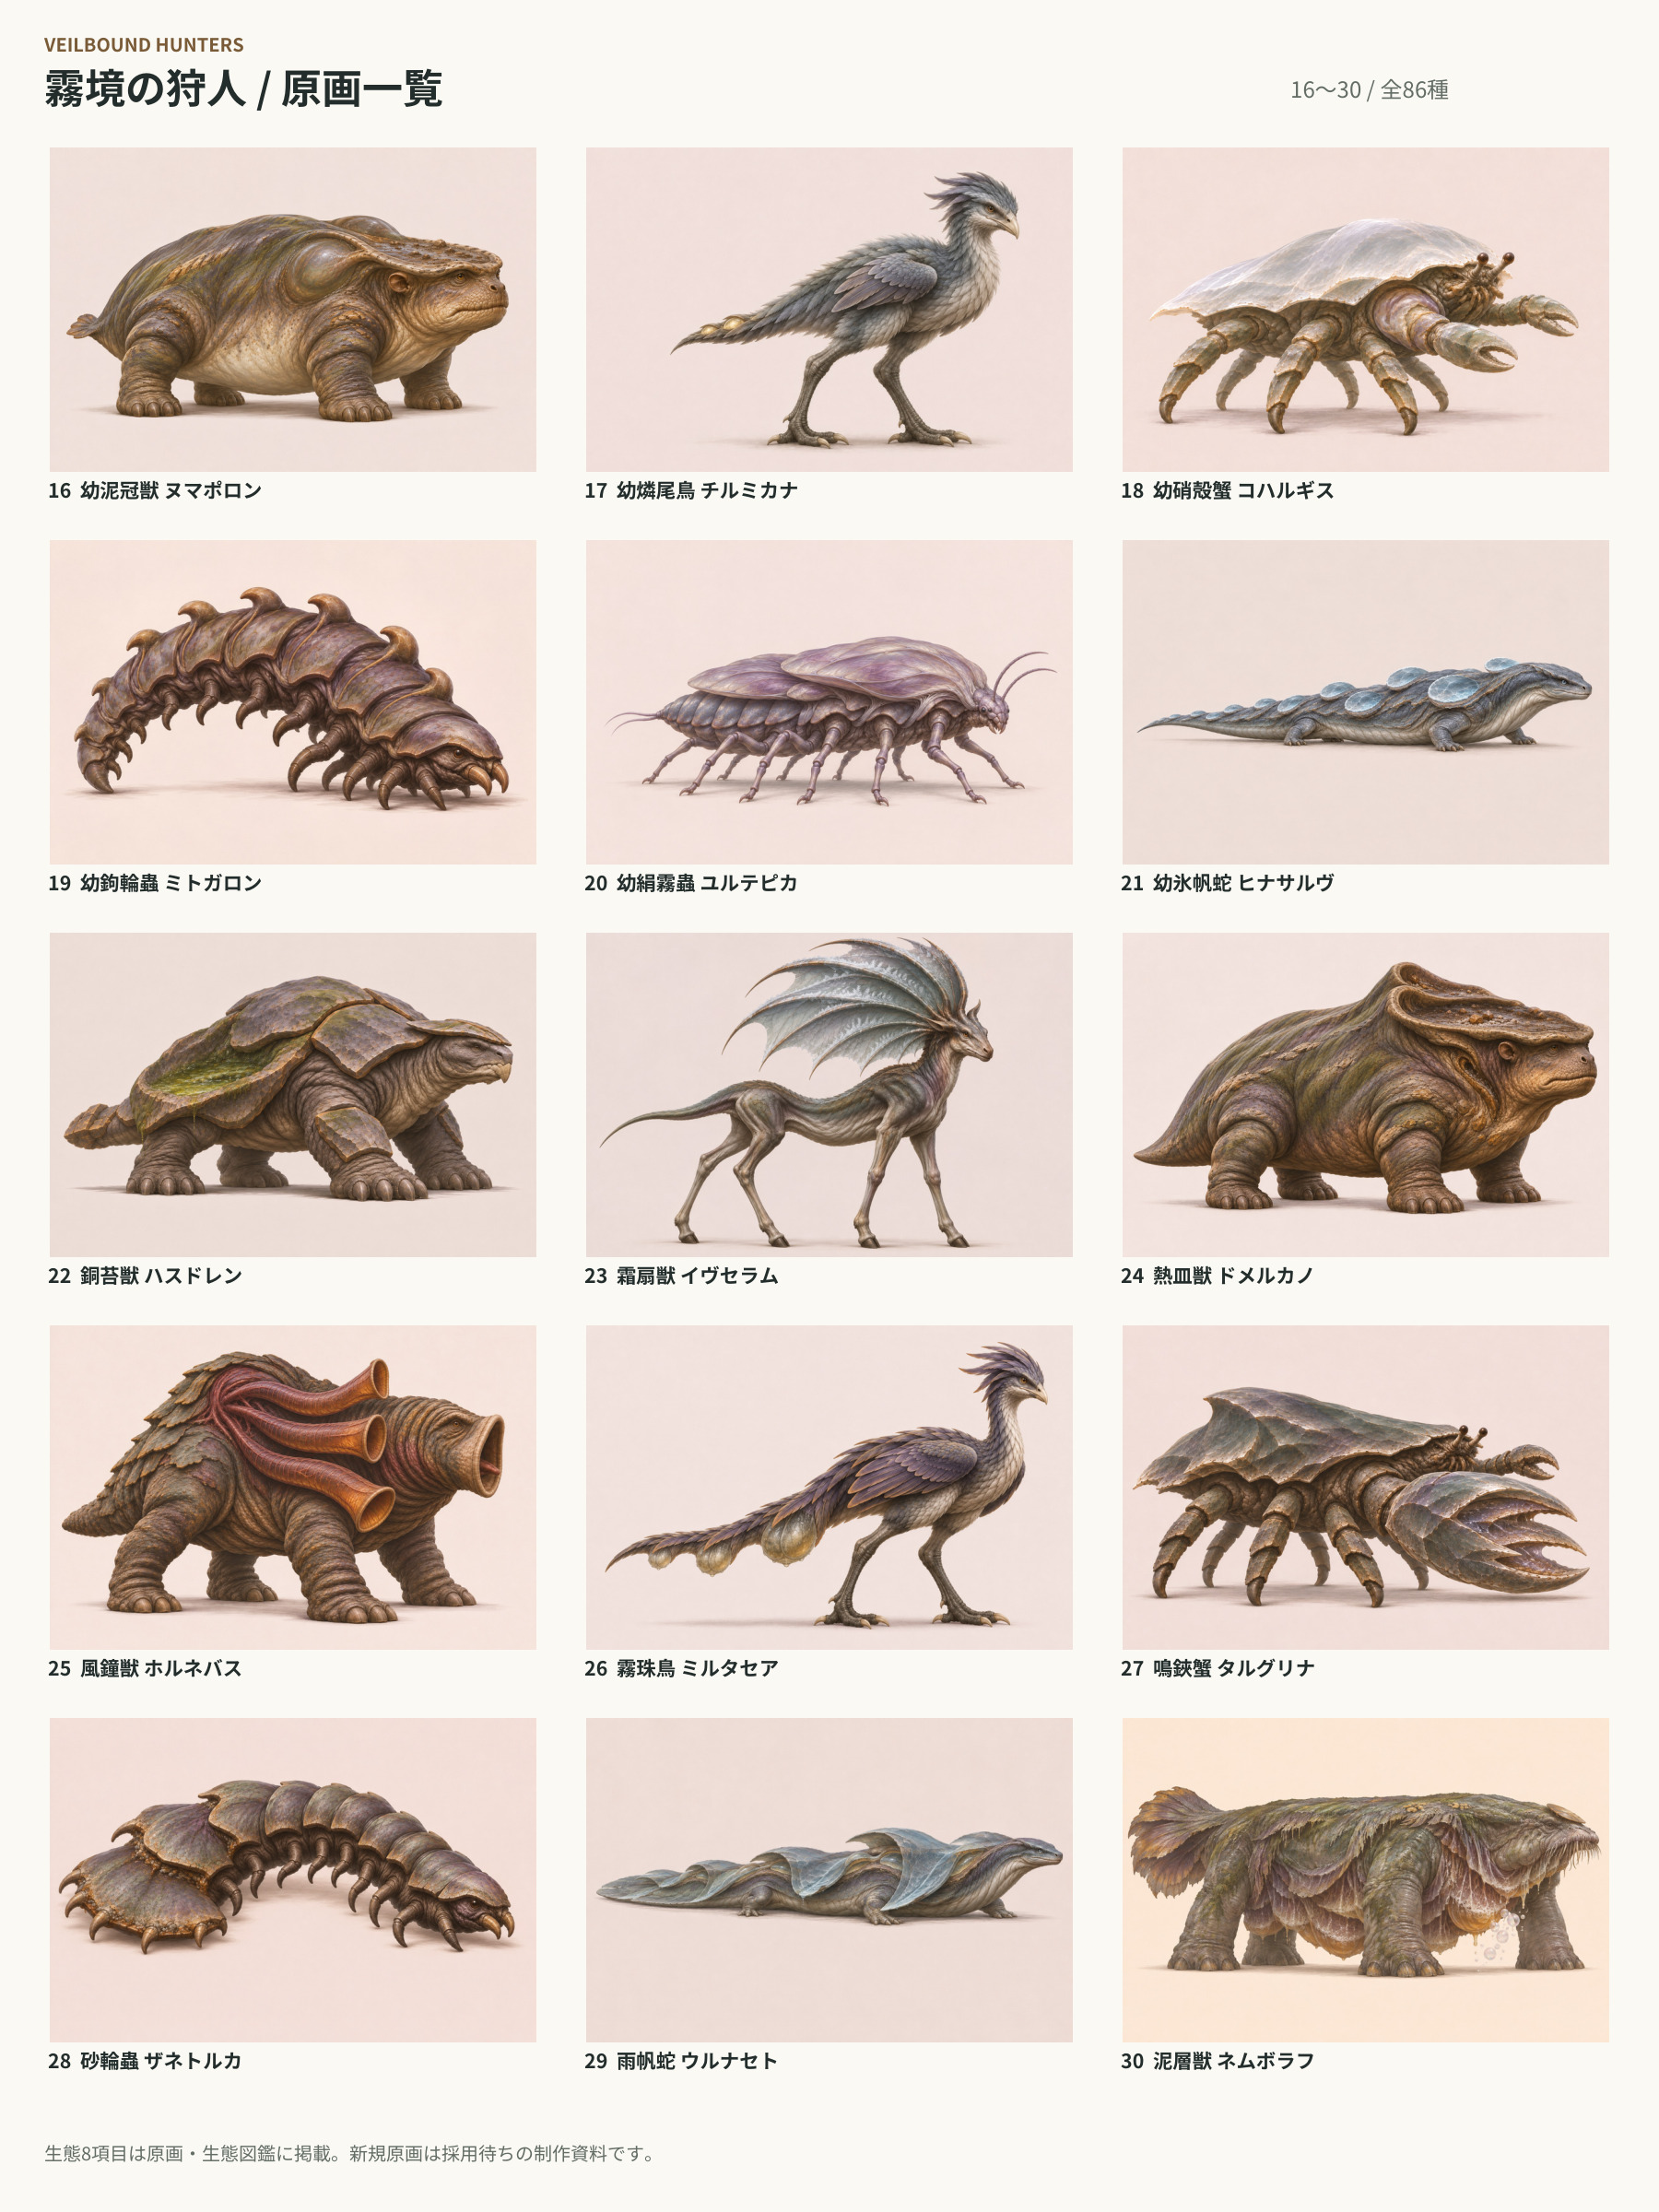 VEILBOUND HUNTERS
霧境の狩人 / 原画一覧
16〜30 / 全86種
16 幼泥冠獣 ヌマポロン
17 幼燐尾鳥 チルミカナ
18 幼硝殻蟹 コハルギス
19 幼鉤輪蟲 ミトガロン
20 幼絹霧蟲 ユルテピカ
21 幼氷帆蛇 ヒナサルヴ
22 銅苔獣 ハスドレン
23 霜扇獣 イヴセラム
24 熱皿獣 ドメルカノ
25 風鐘獣 ホルネバス
26 霧珠鳥 ミルタセア
27 鳴鋏蟹 タルグリナ
28 砂輪蟲 ザネトルカ
29 雨帆蛇 ウルナセト
30 泥層獣 ネムボラフ
生態8項目は原画・生態図鑑に掲載。新規原画は採用待ちの制作資料です。